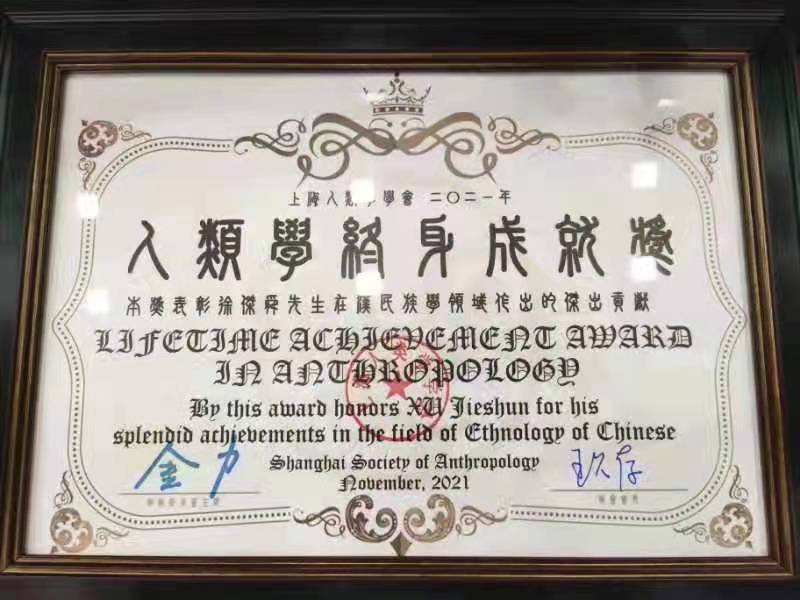 上海人類學學會 二〇二一年
人類學終身成就獎
本獎表彰徐傑舜先生在漢民族學領域作出的傑出貢獻
LIFETIME ACHIEVEMENT AWARD
IN ANTHROPOLOGY
By this award honors XU Jieshun for his
splendid achievements in the field of Ethnology of Chinese
Shanghai Society of Anthropology
November, 2021
金力